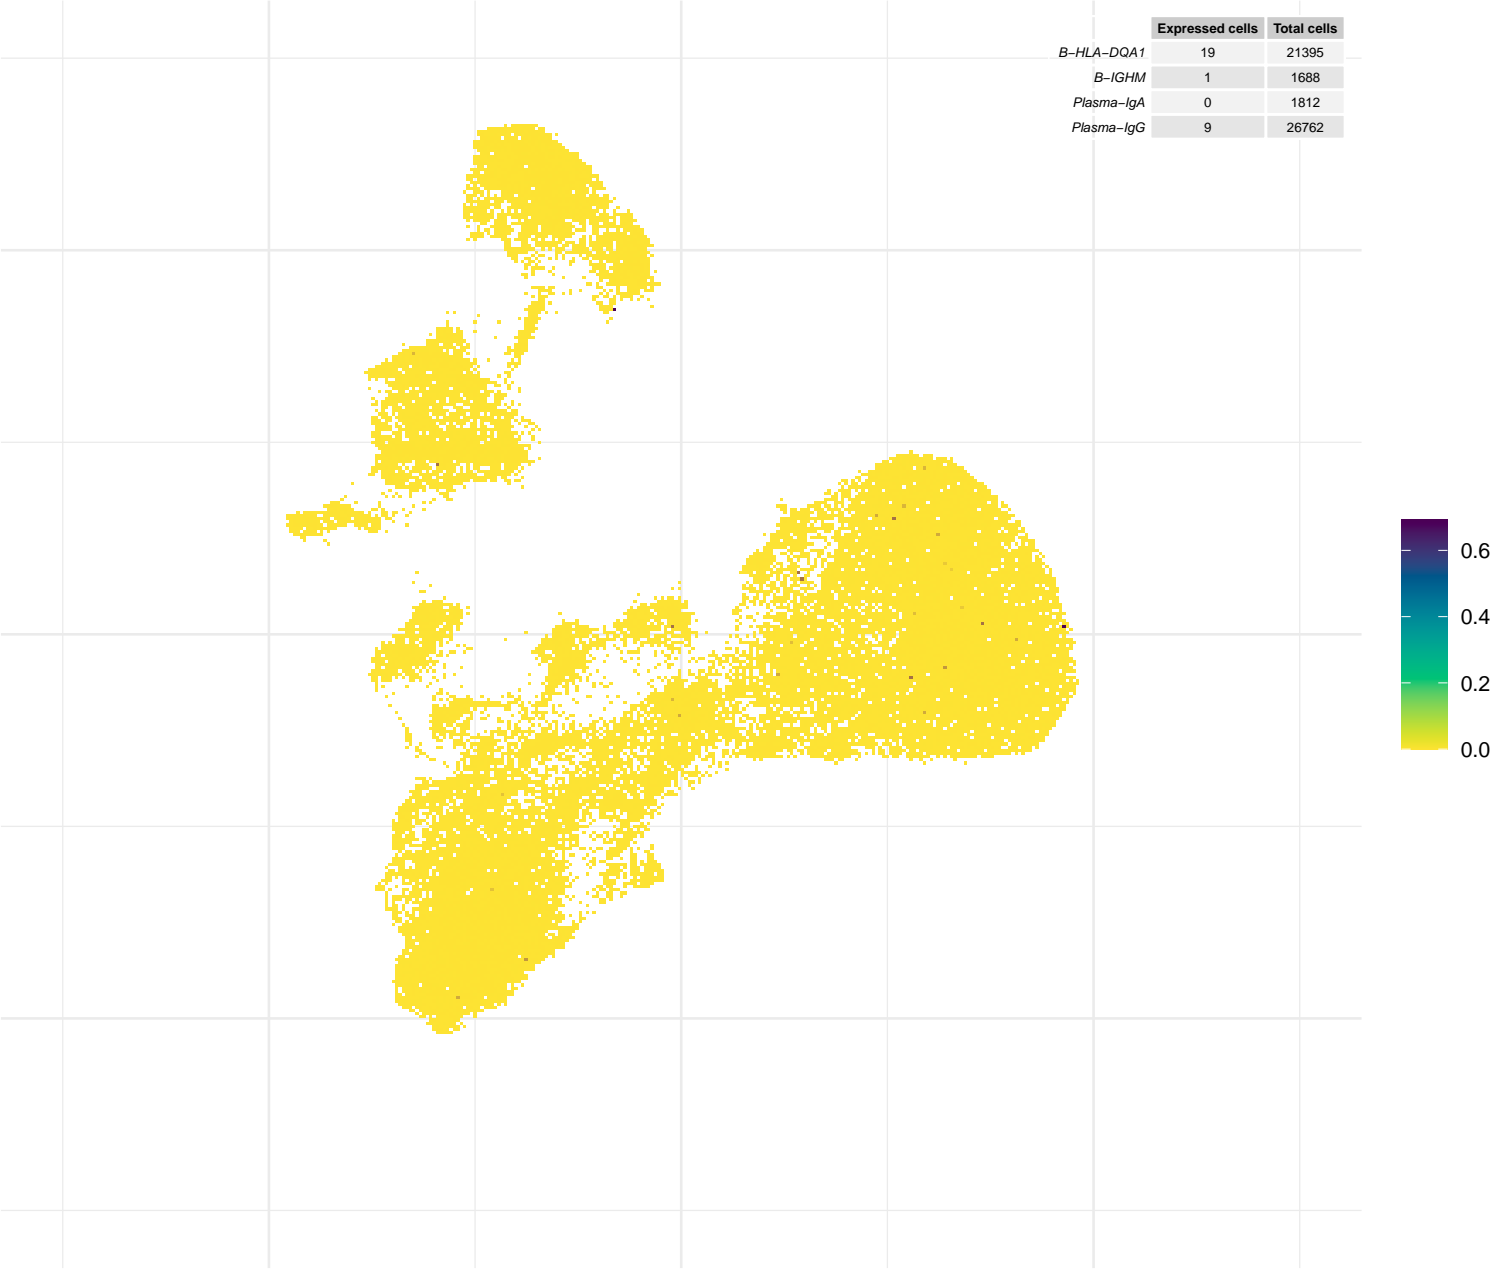 Expressed cells Total cells
B−HLA−DQA1 19 21395
B−IGHM 1 1688
Plasma−IgA 0 1812
Plasma−IgG 9 26762
0.6
0.4
0.2
0.0